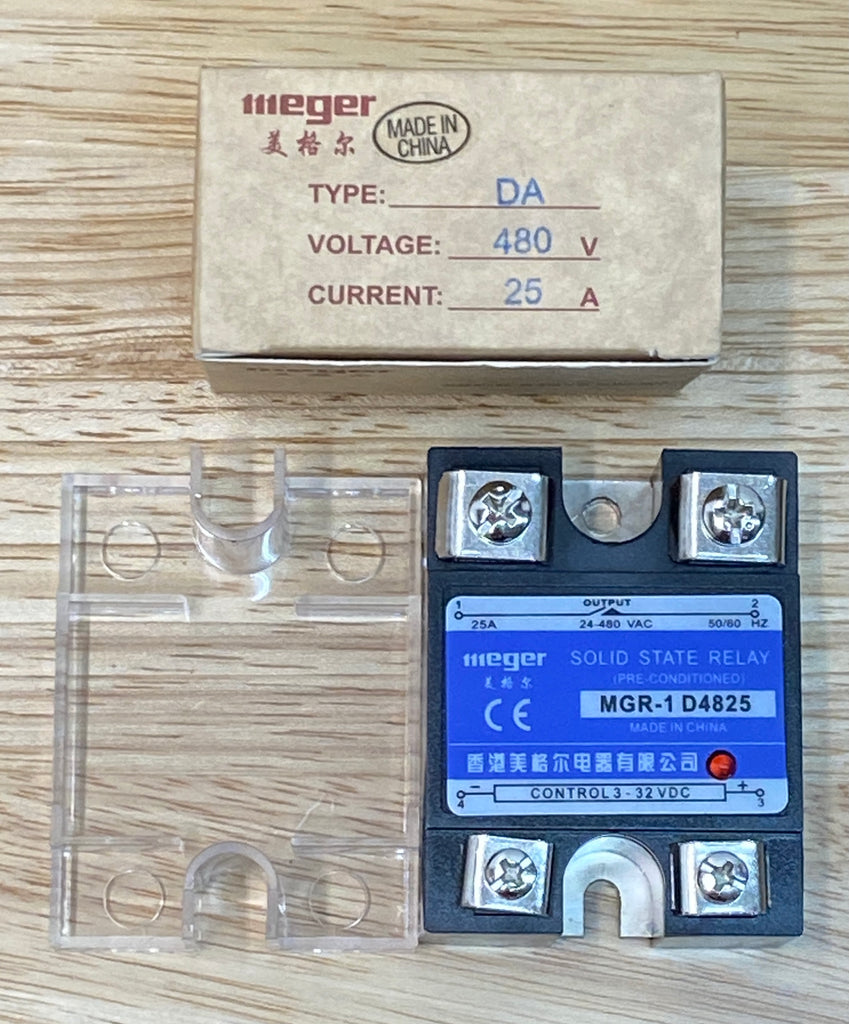 meger
美格尔
MADE IN
CHINA
TYPE: DA
VOLTAGE: 480 V
CURRENT: 25 A
1 OUTPUT 2
25A 24-480 VAC 50/60 HZ
meger SOLID STATE RELAY
美格尔 (PRE-CONDITIONED)
CE MGR-1 D4825
MADE IN CHINA
香港美格尔电器有限公司
- CONTROL 3 - 32 VDC +
4 3